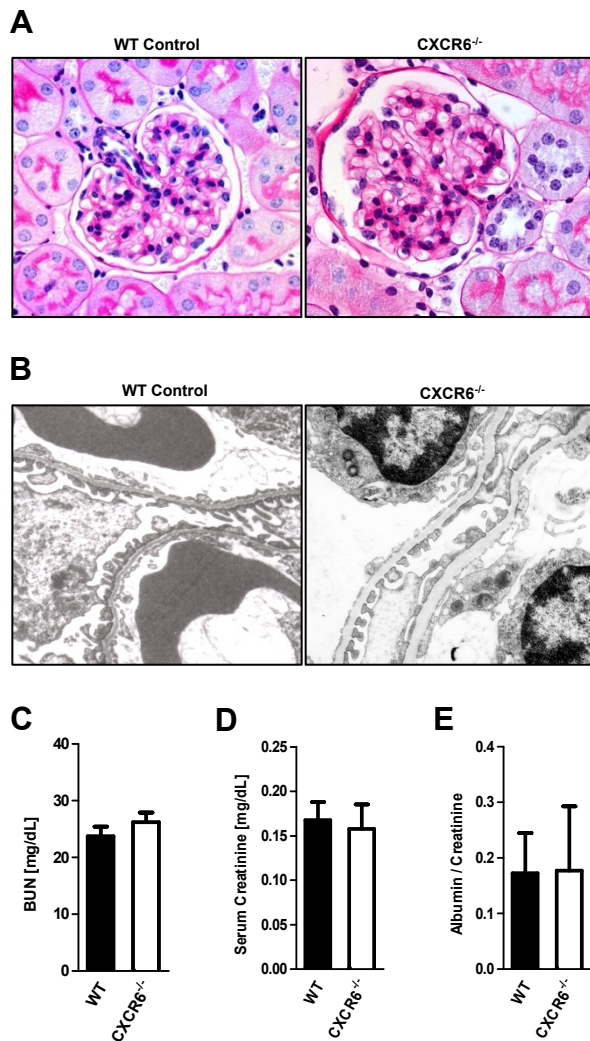 A
WT Control CXCR6-/-
B
WT Control CXCR6-/-
C D E
BUN [mg/dL]
40
30
20
10
0
WT
CXCR6-/-
Serum Creatinine [mg/dL]
0.25
0.20
0.15
0.10
0.05
0.00
WT
CXCR6-/-
Albumin / Creatinine
0.4
0.3
0.2
0.1
0.0
WT
CXCR6-/-